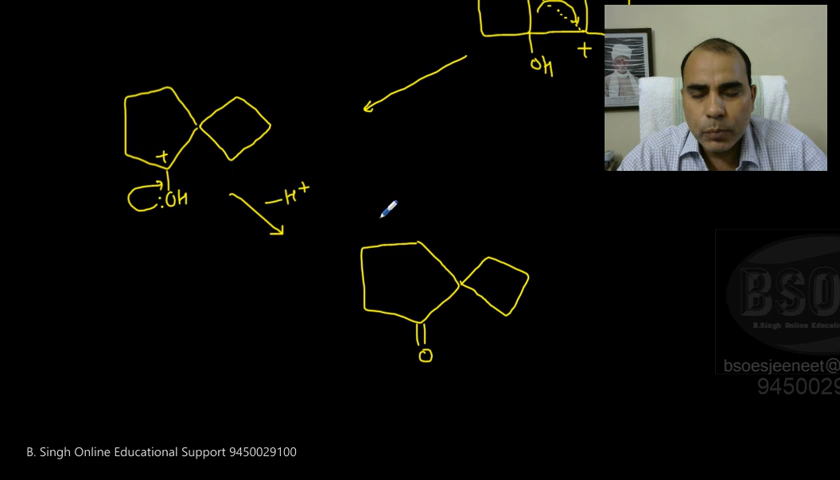 OH
+
+
:OH
–H+
O
BSO
B.Singh Online Educati
bsoesjeeneet@
9450029
B. Singh Online Educational Support 9450029100